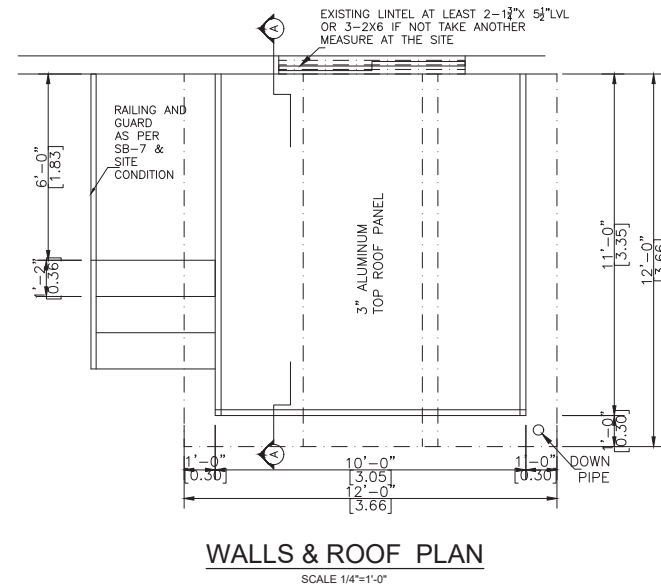 EXISTING LINTEL AT LEAST 2-1¾"X 5½"LVL
OR 3-2X6 IF NOT TAKE ANOTHER
MEASURE AT THE SITE
A
RAILING AND
GUARD
AS PER
SB-7 &
SITE
CONDITION
6'-0"
[1.83]
1'-2"
[0.36]
3" ALUMINUM
TOP ROOF PANEL
11'-0"
[3.35]
12'-0"
[3.66]
1'-0"
[0.30]
A
DOWN
PIPE
1'-0"
[0.30]
10'-0"
[3.05]
1'-0"
[0.30]
12'-0"
[3.66]
WALLS & ROOF PLAN
SCALE 1/4"=1'-0"